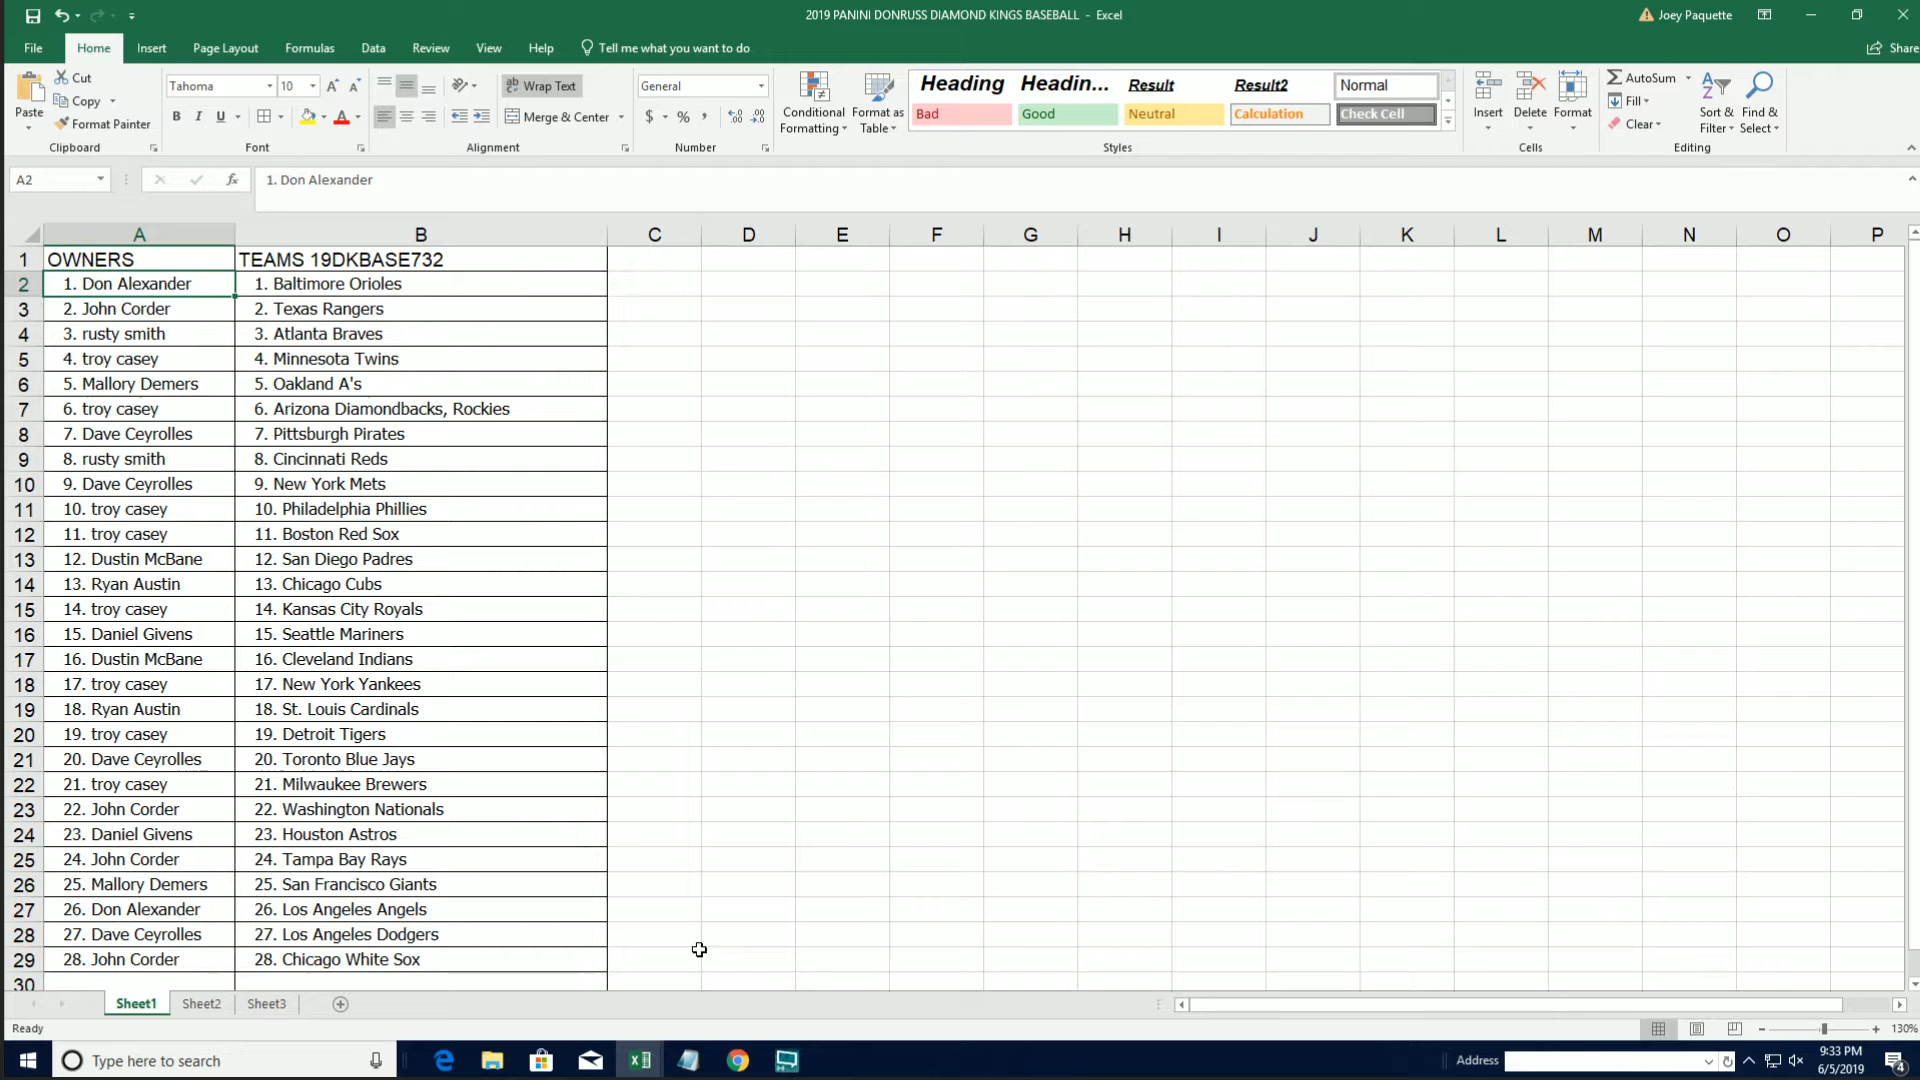 2019 PANINI DONRUSS DIAMOND KINGS BASEBALL - Excel
Joey Paquette
File Home Insert Page Layout Formulas Data Review View Help Tell me what you want to do
Share
Paste
Cut
Copy
Format Painter
Clipboard
Tahoma 10
B I U
Font
Wrap Text
Merge & Center
Alignment
General
$ % ,
Number
Conditional Formatting
Format as Table
Heading Headin... Result Result2 Normal
Bad Good Neutral Calculation Check Cell
Styles
Insert Delete Format
Cells
AutoSum
Fill
Clear
Sort & Filter
Find & Select
Editing
A2 fx 1. Don Alexander
A B C D E F G H I J K L M N O P
1 OWNERS TEAMS 19DKBASE732
2 1. Don Alexander 1. Baltimore Orioles
3 2. John Corder 2. Texas Rangers
4 3. rusty smith 3. Atlanta Braves
5 4. troy casey 4. Minnesota Twins
6 5. Mallory Demers 5. Oakland A's
7 6. troy casey 6. Arizona Diamondbacks, Rockies
8 7. Dave Ceyrolles 7. Pittsburgh Pirates
9 8. rusty smith 8. Cincinnati Reds
10 9. Dave Ceyrolles 9. New York Mets
11 10. troy casey 10. Philadelphia Phillies
12 11. troy casey 11. Boston Red Sox
13 12. Dustin McBane 12. San Diego Padres
14 13. Ryan Austin 13. Chicago Cubs
15 14. troy casey 14. Kansas City Royals
16 15. Daniel Givens 15. Seattle Mariners
17 16. Dustin McBane 16. Cleveland Indians
18 17. troy casey 17. New York Yankees
19 18. Ryan Austin 18. St. Louis Cardinals
20 19. troy casey 19. Detroit Tigers
21 20. Dave Ceyrolles 20. Toronto Blue Jays
22 21. troy casey 21. Milwaukee Brewers
23 22. John Corder 22. Washington Nationals
24 23. Daniel Givens 23. Houston Astros
25 24. John Corder 24. Tampa Bay Rays
26 25. Mallory Demers 25. San Francisco Giants
27 26. Don Alexander 26. Los Angeles Angels
28 27. Dave Ceyrolles 27. Los Angeles Dodgers
29 28. John Corder 28. Chicago White Sox
30
Sheet1 Sheet2 Sheet3
Ready
130%
Type here to search
Address
9:33 PM
6/5/2019
4